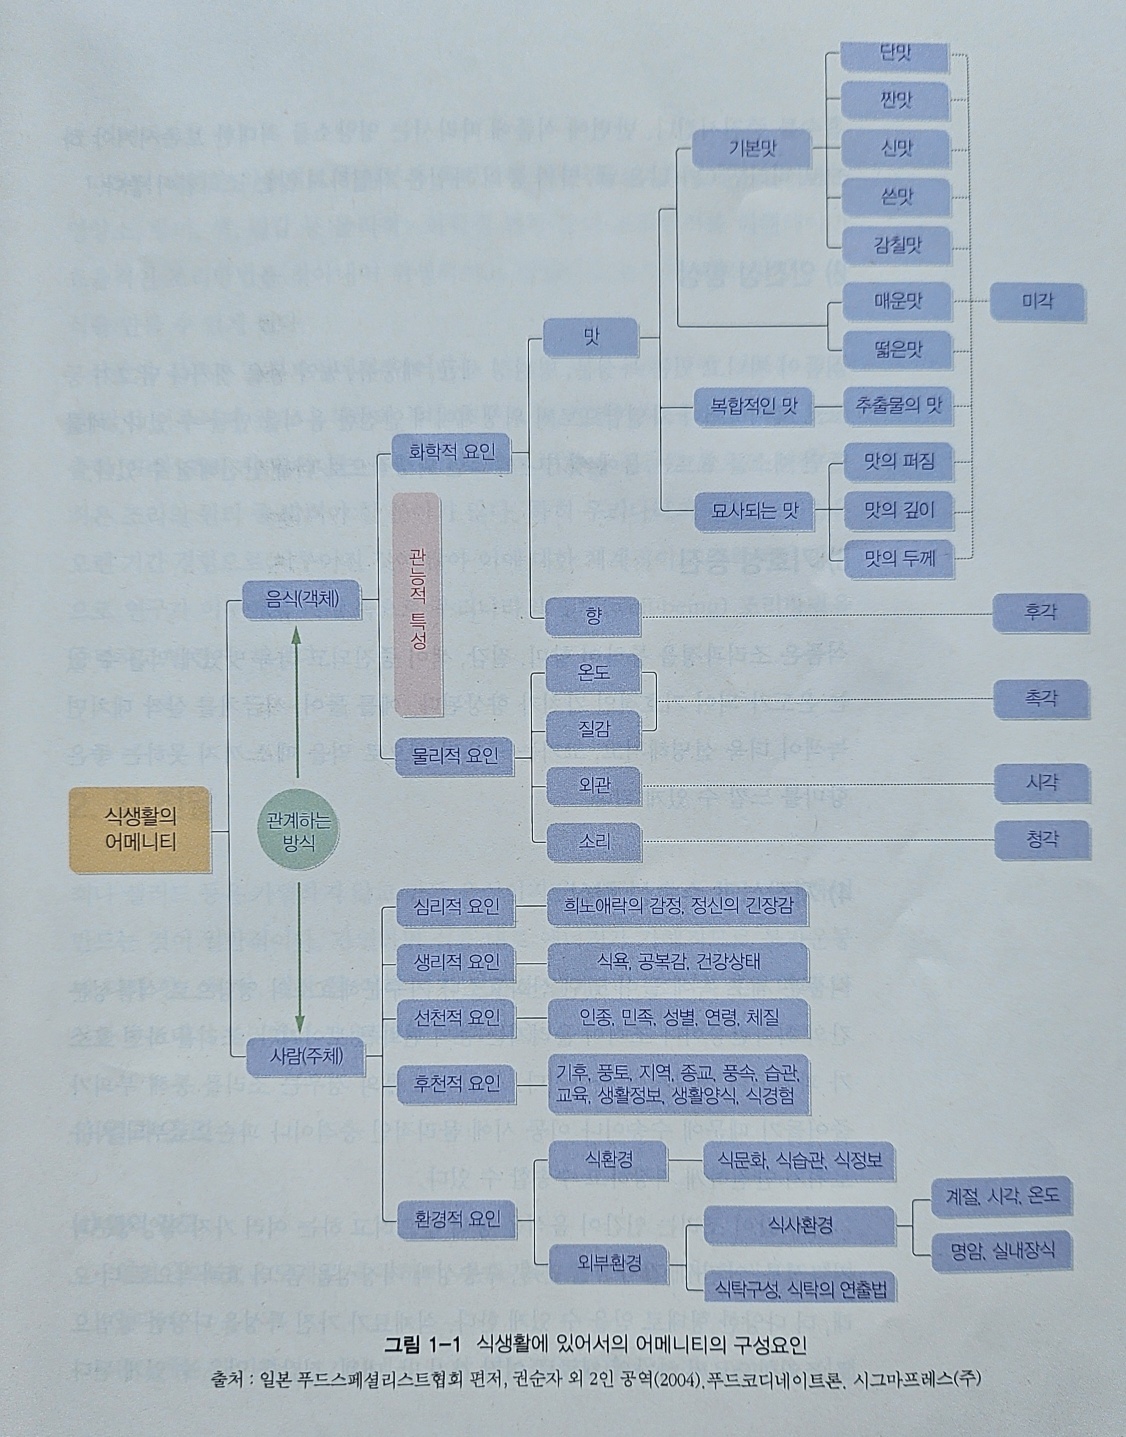 단맛
짠맛
기본맛
신맛
쓴맛
감칠맛
매운맛
미각
맛
떫은맛
복합적인 맛
추출물의 맛
화학적 요인
맛의 퍼짐
묘사되는 맛
맛의 깊이
맛의 두께
관능적 특성
음식(객체)
향
후각
온도
촉각
질감
물리적 요인
외관
시각
소리
청각
식생활의
어메니티
관계하는
방식
심리적 요인
희노애락의 감정, 정신의 긴장감
생리적 요인
식욕, 공복감, 건강상태
선천적 요인
인종, 민족, 성별, 연령, 체질
사람(주체)
후천적 요인
기후, 풍토, 지역, 종교, 풍속, 습관,
교육, 생활정보, 생활양식, 식경험
식환경
식문화, 식습관, 식정보
환경적 요인
식사환경
계절, 시각, 온도
명암, 실내장식
외부환경
식탁구성, 식탁의 연출법
그림 1-1 식생활에 있어서의 어메니티의 구성요인
출처 : 일본 푸드스페셜리스트협회 편저, 권순자 외 2인 공역(2004), 푸드코디네이트론, 시그마프레스(주)